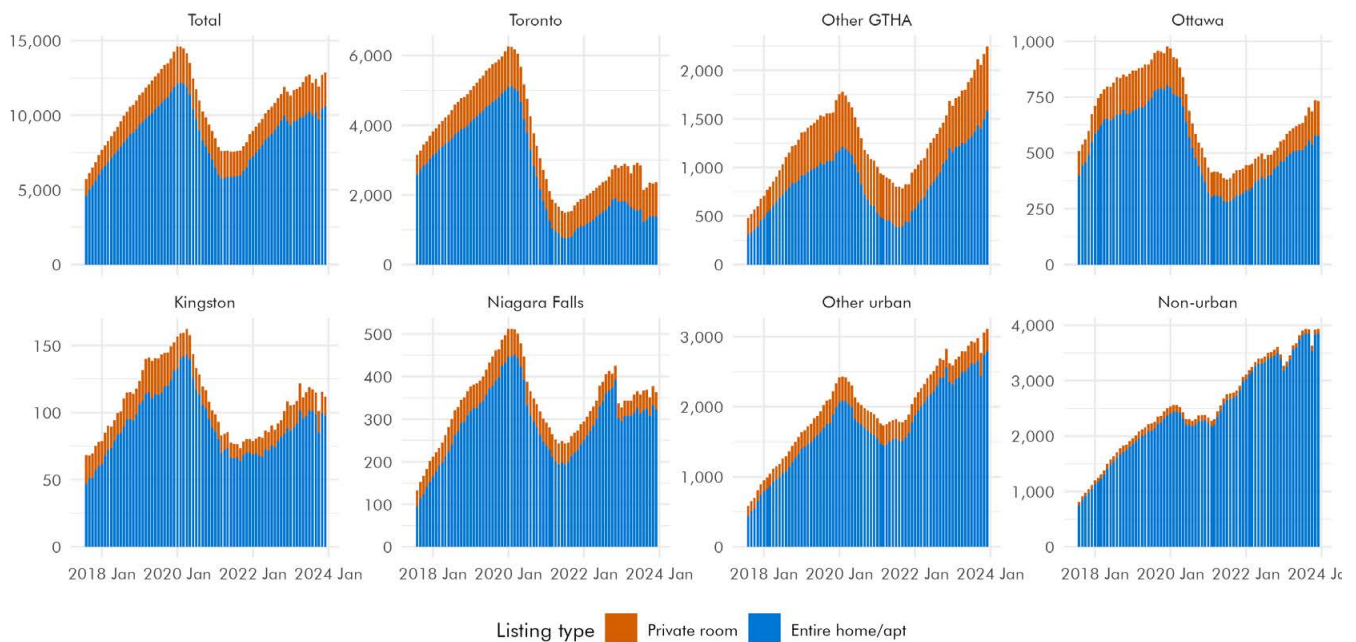 Total
Toronto
Other GTHA
Ottawa
15,000
10,000
5,000
0
6,000
4,000
2,000
0
2,000
1,500
1,000
500
0
1,000
750
500
250
0
Kingston
Niagara Falls
Other urban
Non-urban
150
100
50
0
500
400
300
200
100
0
3,000
2,000
1,000
0
4,000
3,000
2,000
1,000
0
2018 Jan 2020 Jan 2022 Jan 2024 Jan
2018 Jan 2020 Jan 2022 Jan 2024 Jan
2018 Jan 2020 Jan 2022 Jan 2024 Jan
2018 Jan 2020 Jan 2022 Jan 2024 J
Listing type Private room Entire home/apt